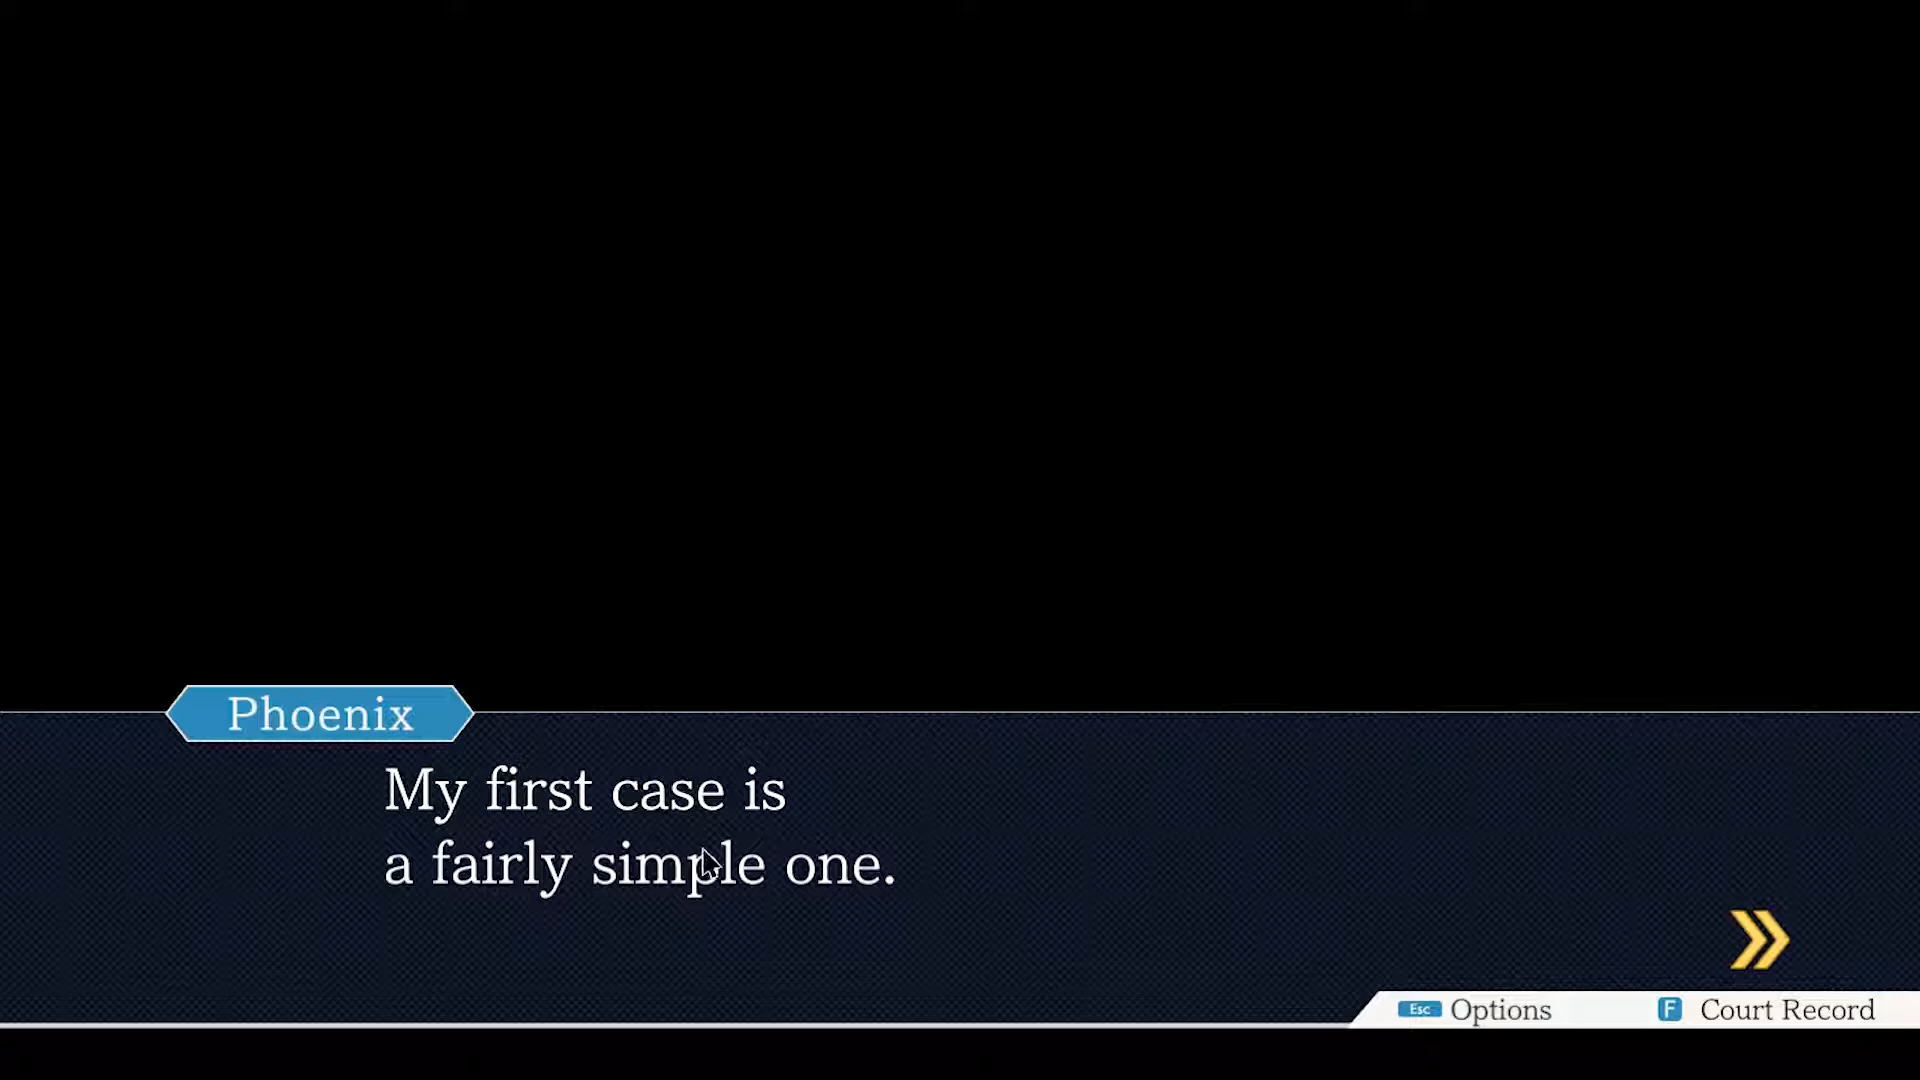 Phoenix
My first case is
a fairly simple one.
Esc Options F Court Record